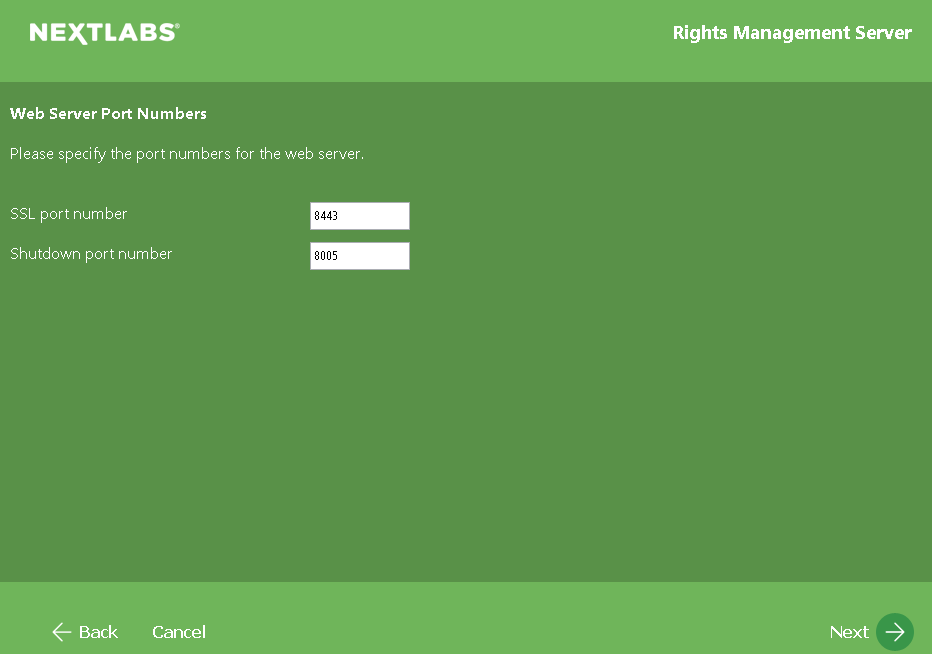 NEXTLABS®
Rights Management Server
Web Server Port Numbers
Please specify the port numbers for the web server.
SSL port number 8443
Shutdown port number 8005
Back Cancel Next